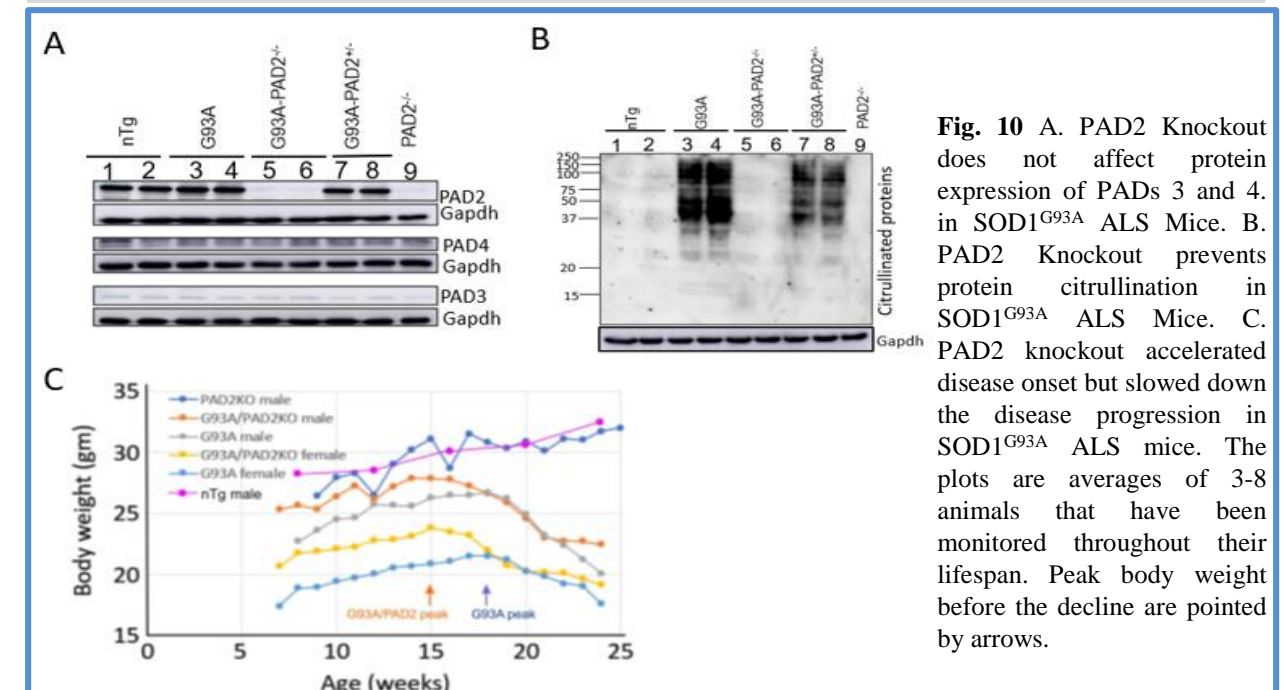 A
nTg
G93A
G93A-PAD2-/-
G93A-PAD2+/-
PAD2-/-
1 2 3 4 5 6 7 8 9
PAD2
Gapdh
PAD4
Gapdh
PAD3
Gapdh
B
nTg
G93A
G93A-PAD2-/-
G93A-PAD2+/-
PAD2-/-
1 2 3 4 5 6 7 8 9
250
150
100
75
50
37
20
15
Citrullinated proteins
Gapdh
C
35
30
25
20
15
Body weight (gm)
PAD2KO male
G93A/PAD2KO male
G93A male
G93A/PAD2KO female
G93A female
nTg male
G93A/PAD2 peak
G93A peak
0 5 10 15 20 25
Age (weeks)
Fig. 10 A. PAD2 Knockout
does not affect protein
expression of PADs 3 and 4.
in SOD1G93A ALS Mice. B.
PAD2 Knockout prevents
protein citrullination in
SOD1G93A ALS Mice. C.
PAD2 knockout accelerated
disease onset but slowed down
the disease progression in
SOD1G93A ALS mice. The
plots are averages of 3-8
animals that have been
monitored throughout their
lifespan. Peak body weight
before the decline are pointed
by arrows.